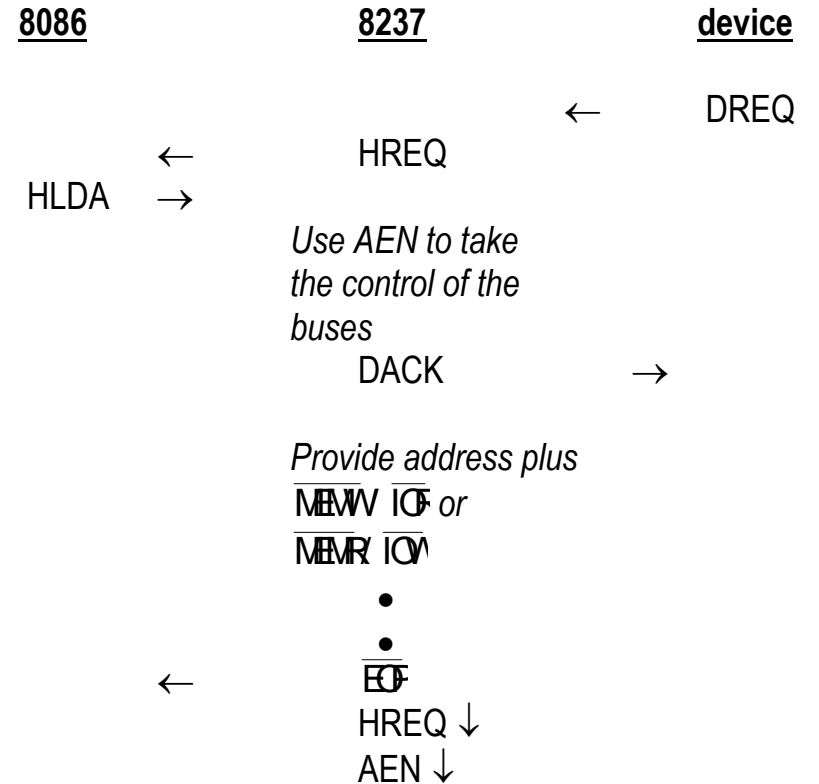 8086 8237 device
← DREQ
← HREQ
HLDA →
Use AEN to take
the control of the
buses
DACK →
Provide address plus
MEMW/ IOR or
MEMR/ IOW
•
•
← EOP
HREQ ↓
AEN ↓